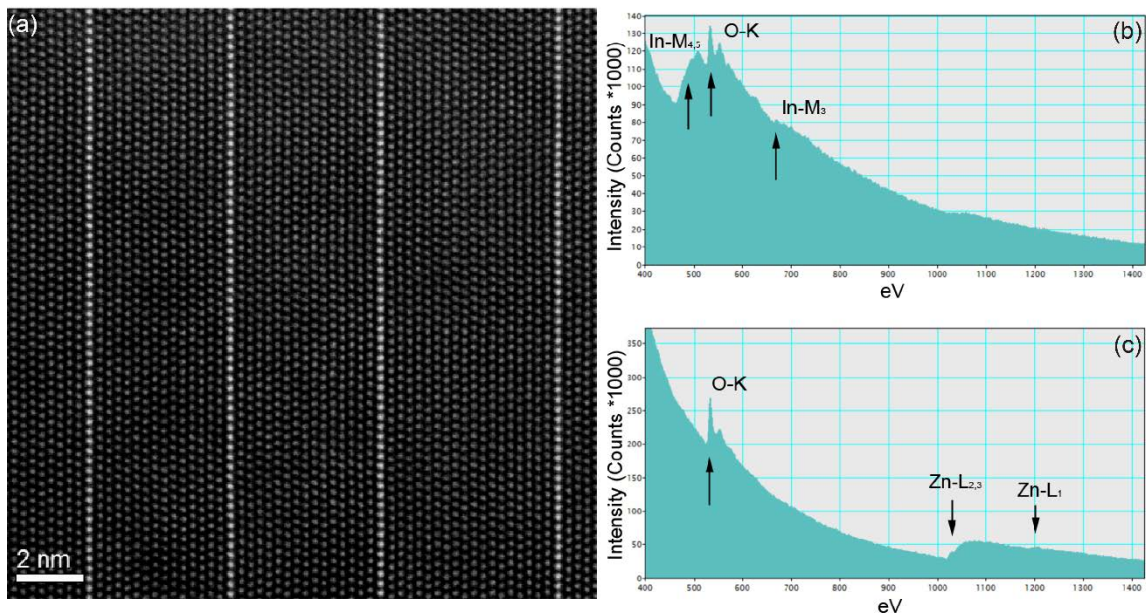 (a)
2 nm
(b)
Intensity (Counts *1000)
140
130
120
110
100
90
80
70
60
50
40
30
20
10
0
In-M₄,₅
O-K
In-M₃
400 500 600 700 800 900 1000 1100 1200 1300 1400
eV
(c)
Intensity (Counts *1000)
350
300
250
200
150
100
50
0
O-K
Zn-L₂,₃
Zn-L₁
400 500 600 700 800 900 1000 1100 1200 1300 1400
eV